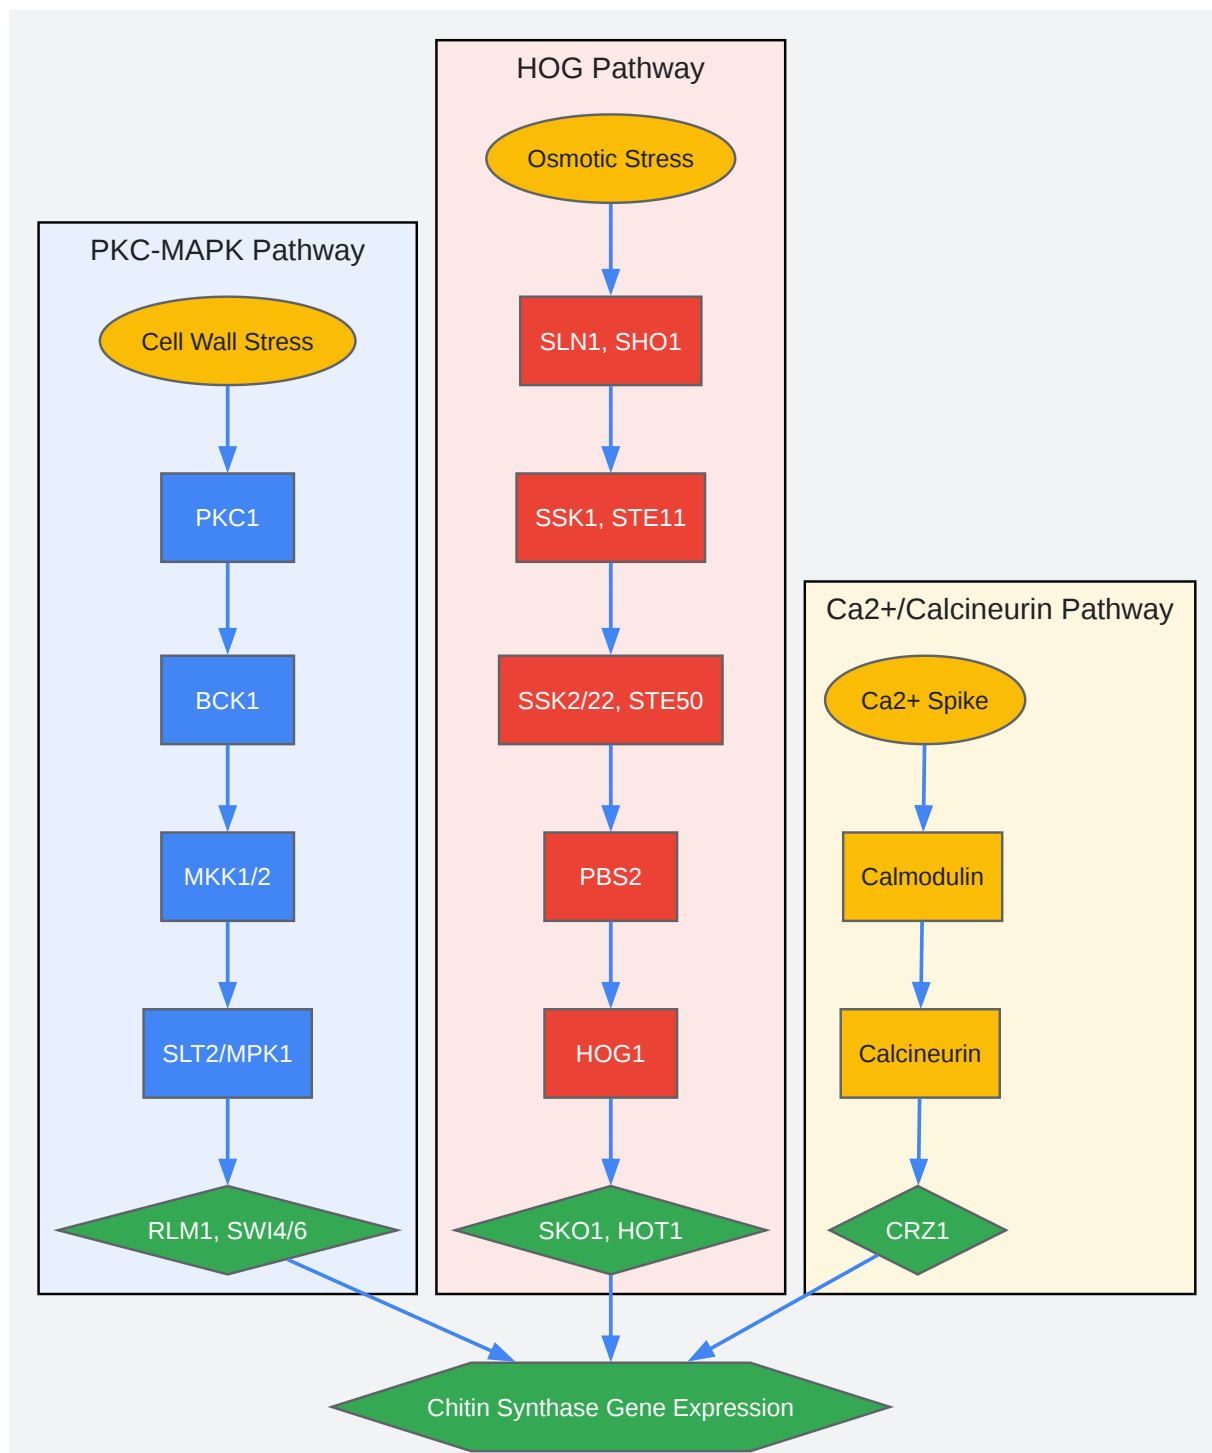 HOG Pathway
Osmotic Stress
SLN1, SHO1
SSK1, STE11
SSK2/22, STE50
PBS2
HOG1
SKO1, HOT1
PKC-MAPK Pathway
Cell Wall Stress
PKC1
BCK1
MKK1/2
SLT2/MPK1
RLM1, SWI4/6
Ca2+/Calcineurin Pathway
Ca2+ Spike
Calmodulin
Calcineurin
CRZ1
Chitin Synthase Gene Expression